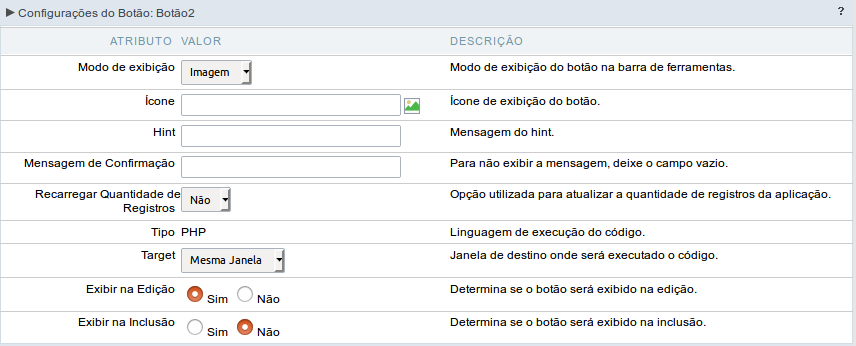 Configurações do Botão: Botão2 ?
ATRIBUTO VALOR DESCRIÇÃO
Modo de exibição Imagem Modo de exibição do botão na barra de ferramentas.
Ícone Ícone de exibição do botão.
Hint Mensagem do hint.
Mensagem de Confirmação Para não exibir a mensagem, deixe o campo vazio.
Recarregar Quantidade de
Registros Não Opção utilizada para atualizar a quantidade de registros da aplicação.
Tipo PHP Linguagem de execução do código.
Target Mesma Janela Janela de destino onde será executado o código.
Exibir na Edição Sim Não Determina se o botão será exibido na edição.
Exibir na Inclusão Sim Não Determina se o botão será exibido na inclusão.